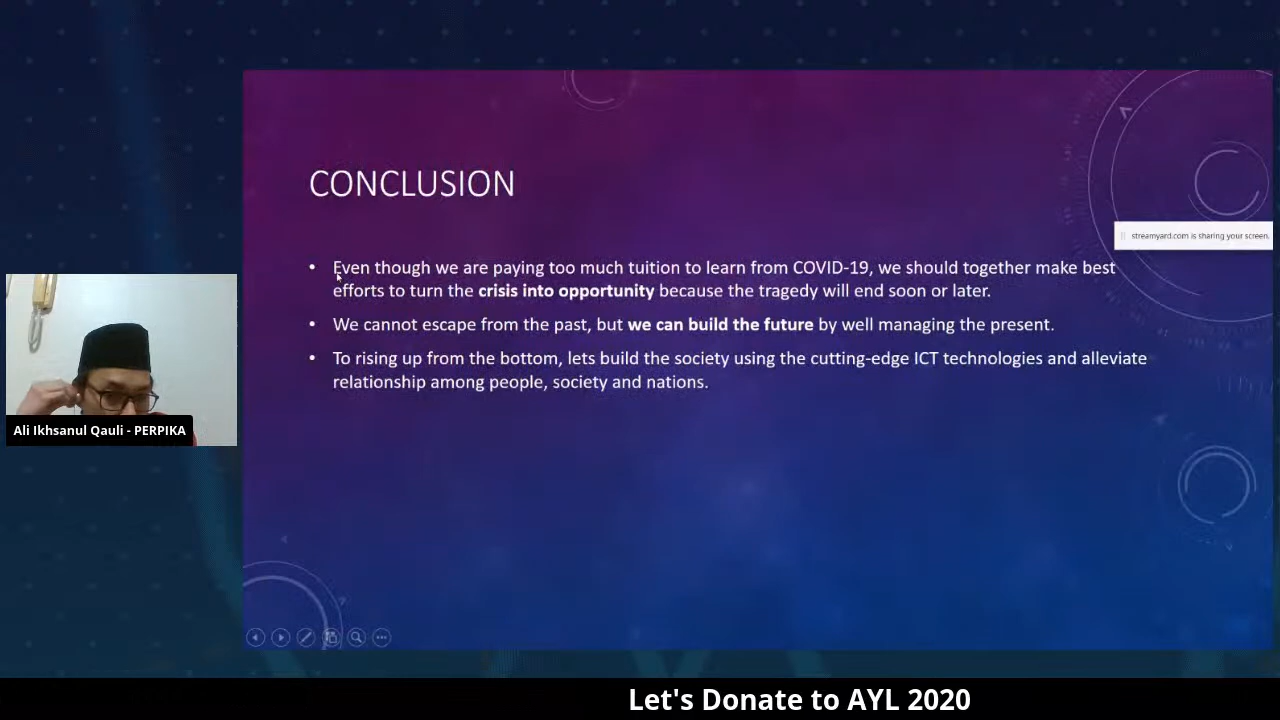 CONCLUSION
streamyard.com is sharing your screen.
• Even though we are paying too much tuition to learn from COVID-19, we should together make best
efforts to turn the crisis into opportunity because the tragedy will end soon or later.
• We cannot escape from the past, but we can build the future by well managing the present.
• To rising up from the bottom, lets build the society using the cutting-edge ICT technologies and alleviate
relationship among people, society and nations.
Ali Ikhsanul Qauli - PERPIKA
Let's Donate to AYL 2020